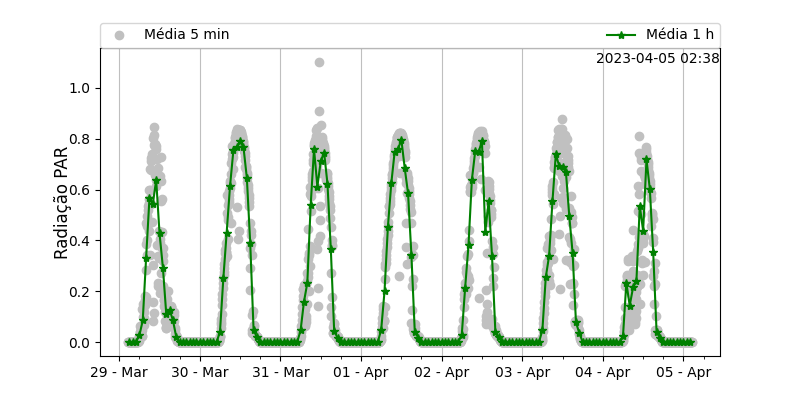 Média 5 min
Média 1 h
2023-04-05 02:38
Radiação PAR
1.0
0.8
0.6
0.4
0.2
0.0
29 - Mar
30 - Mar
31 - Mar
01 - Apr
02 - Apr
03 - Apr
04 - Apr
05 - Apr